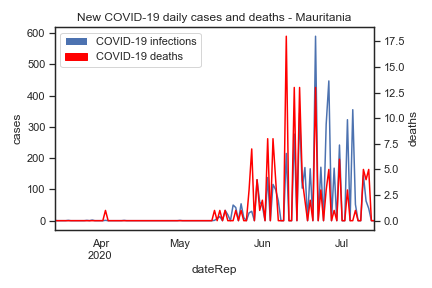 New COVID-19 daily cases and deaths - Mauritania
COVID-19 infections
COVID-19 deaths
600
500
400
300
200
100
0
cases
17.5
15.0
12.5
10.0
7.5
5.0
2.5
0.0
deaths
Apr
2020
May
Jun
Jul
dateRep